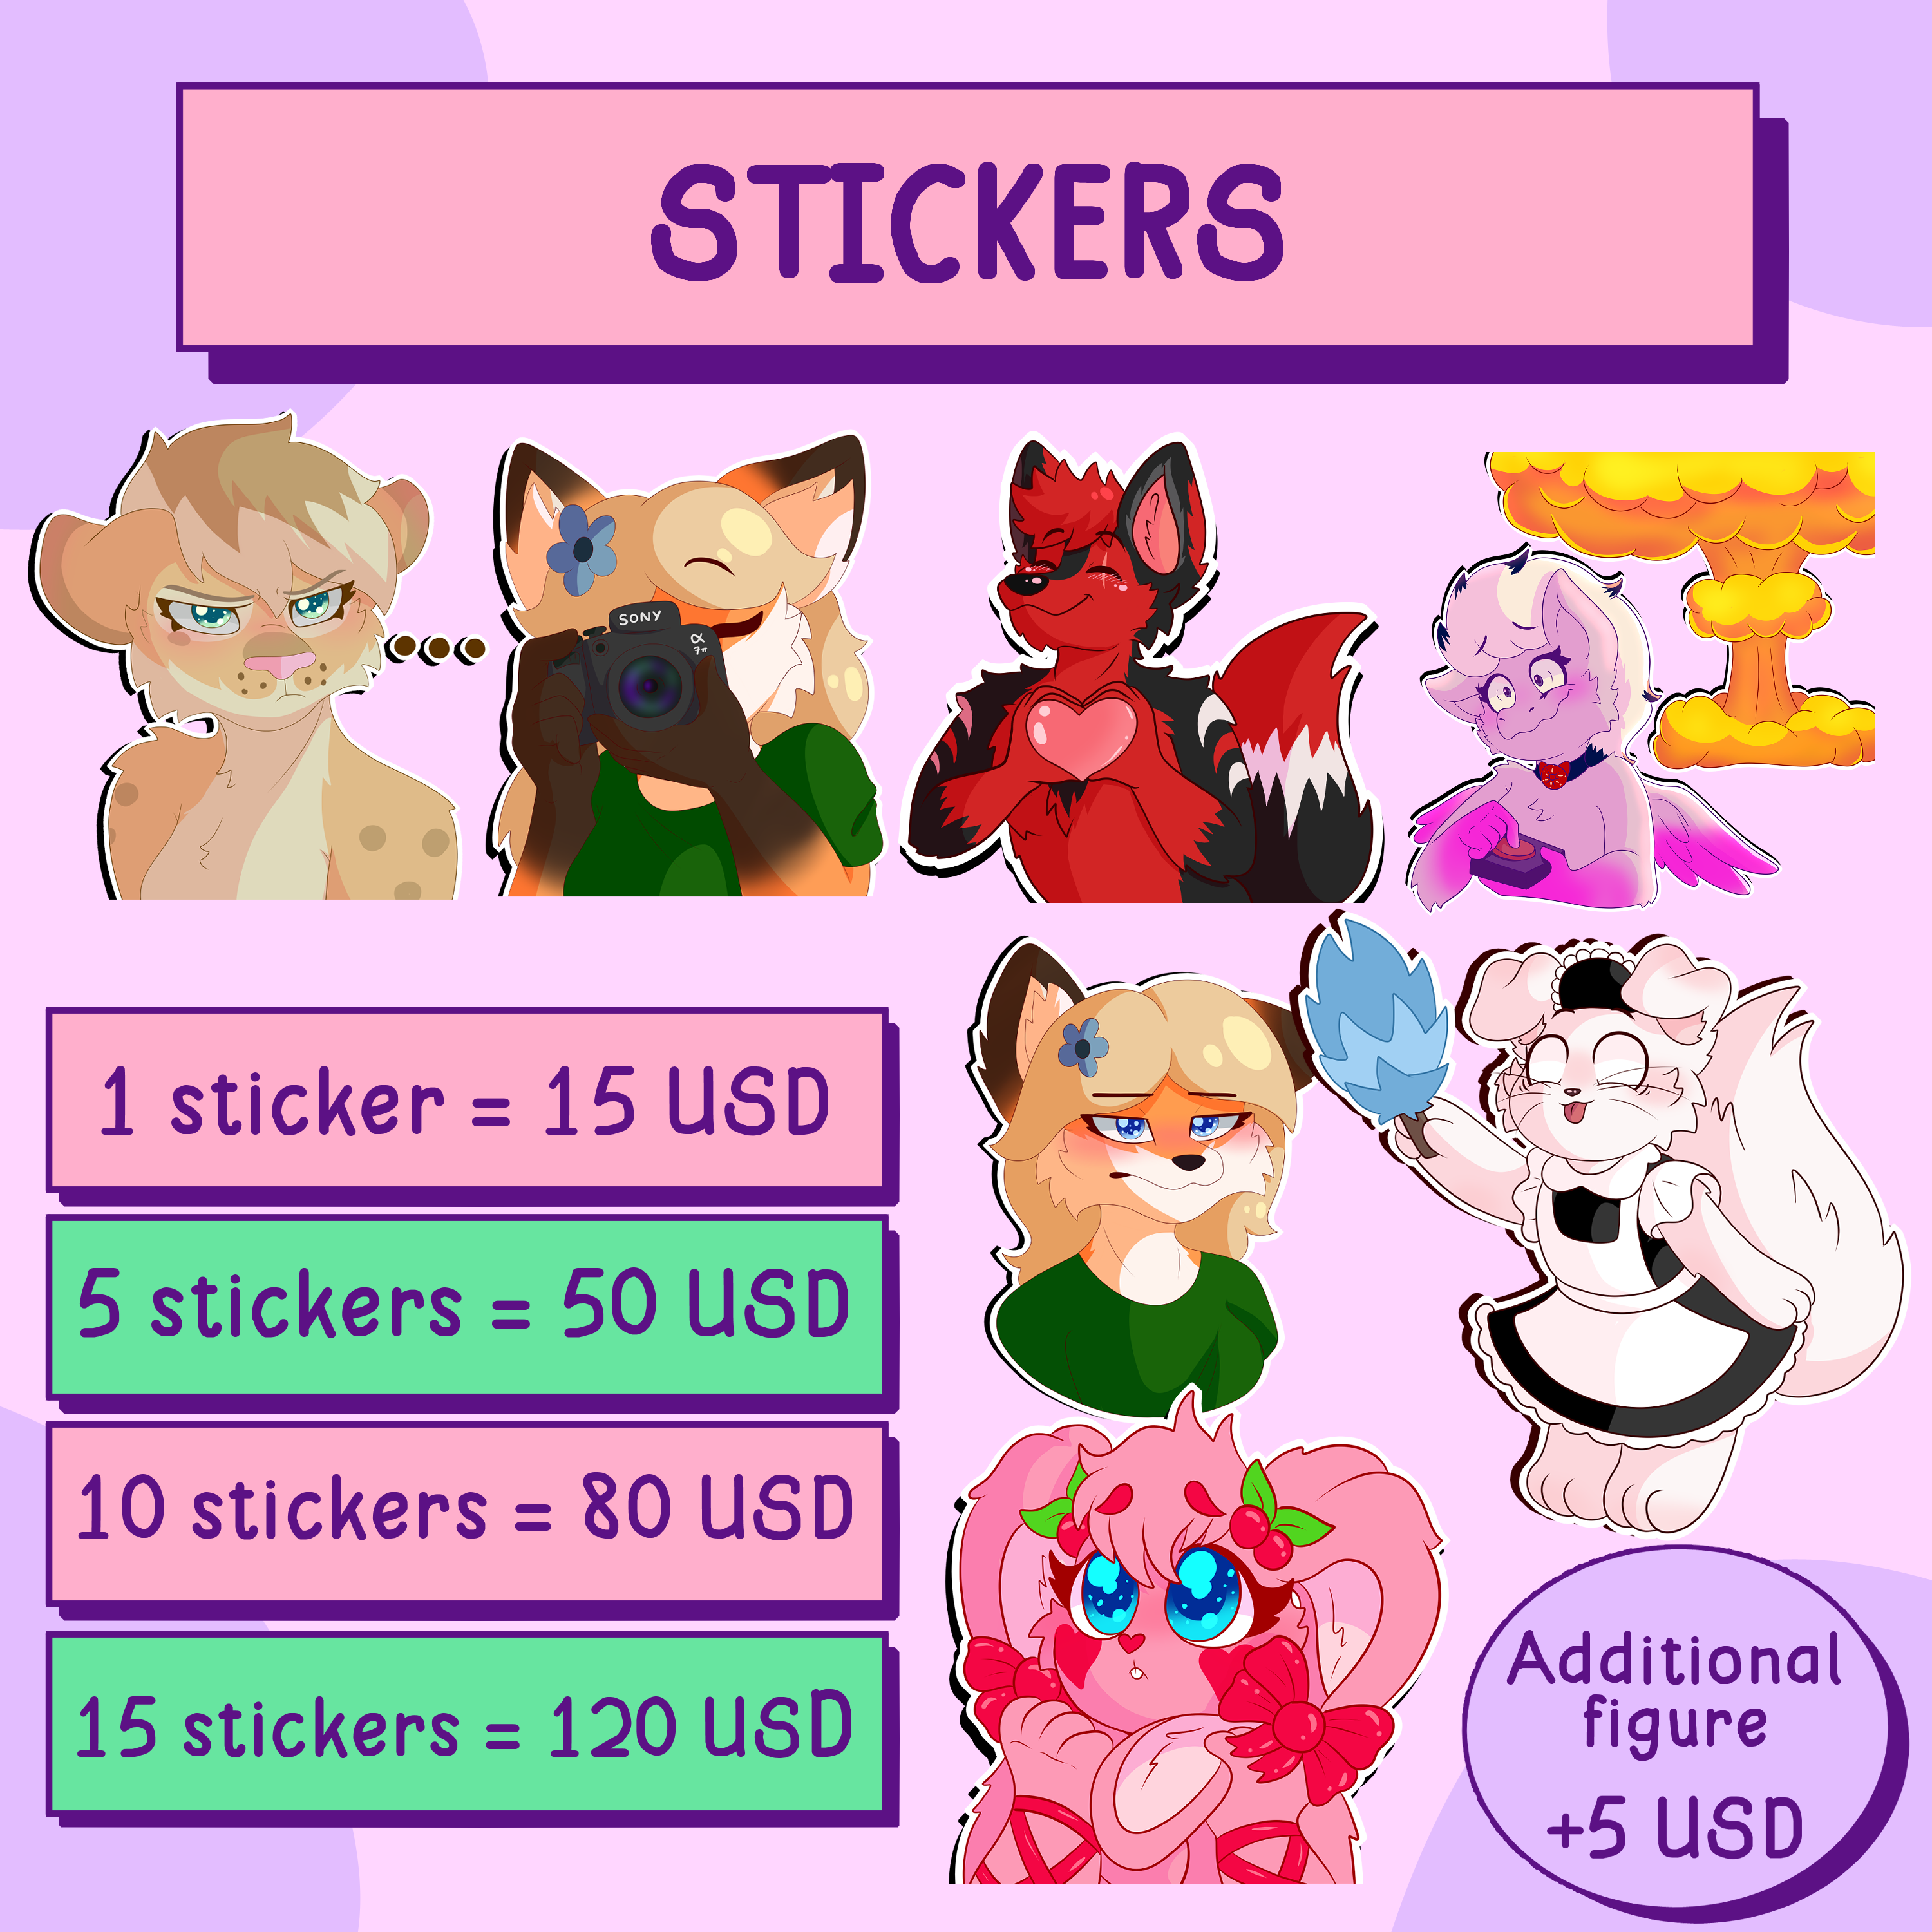 STICKERS
SONY
α
7π
1 sticker = 15 USD
5 stickers = 50 USD
10 stickers = 80 USD
15 stickers = 120 USD
Additional
figure
+5 USD